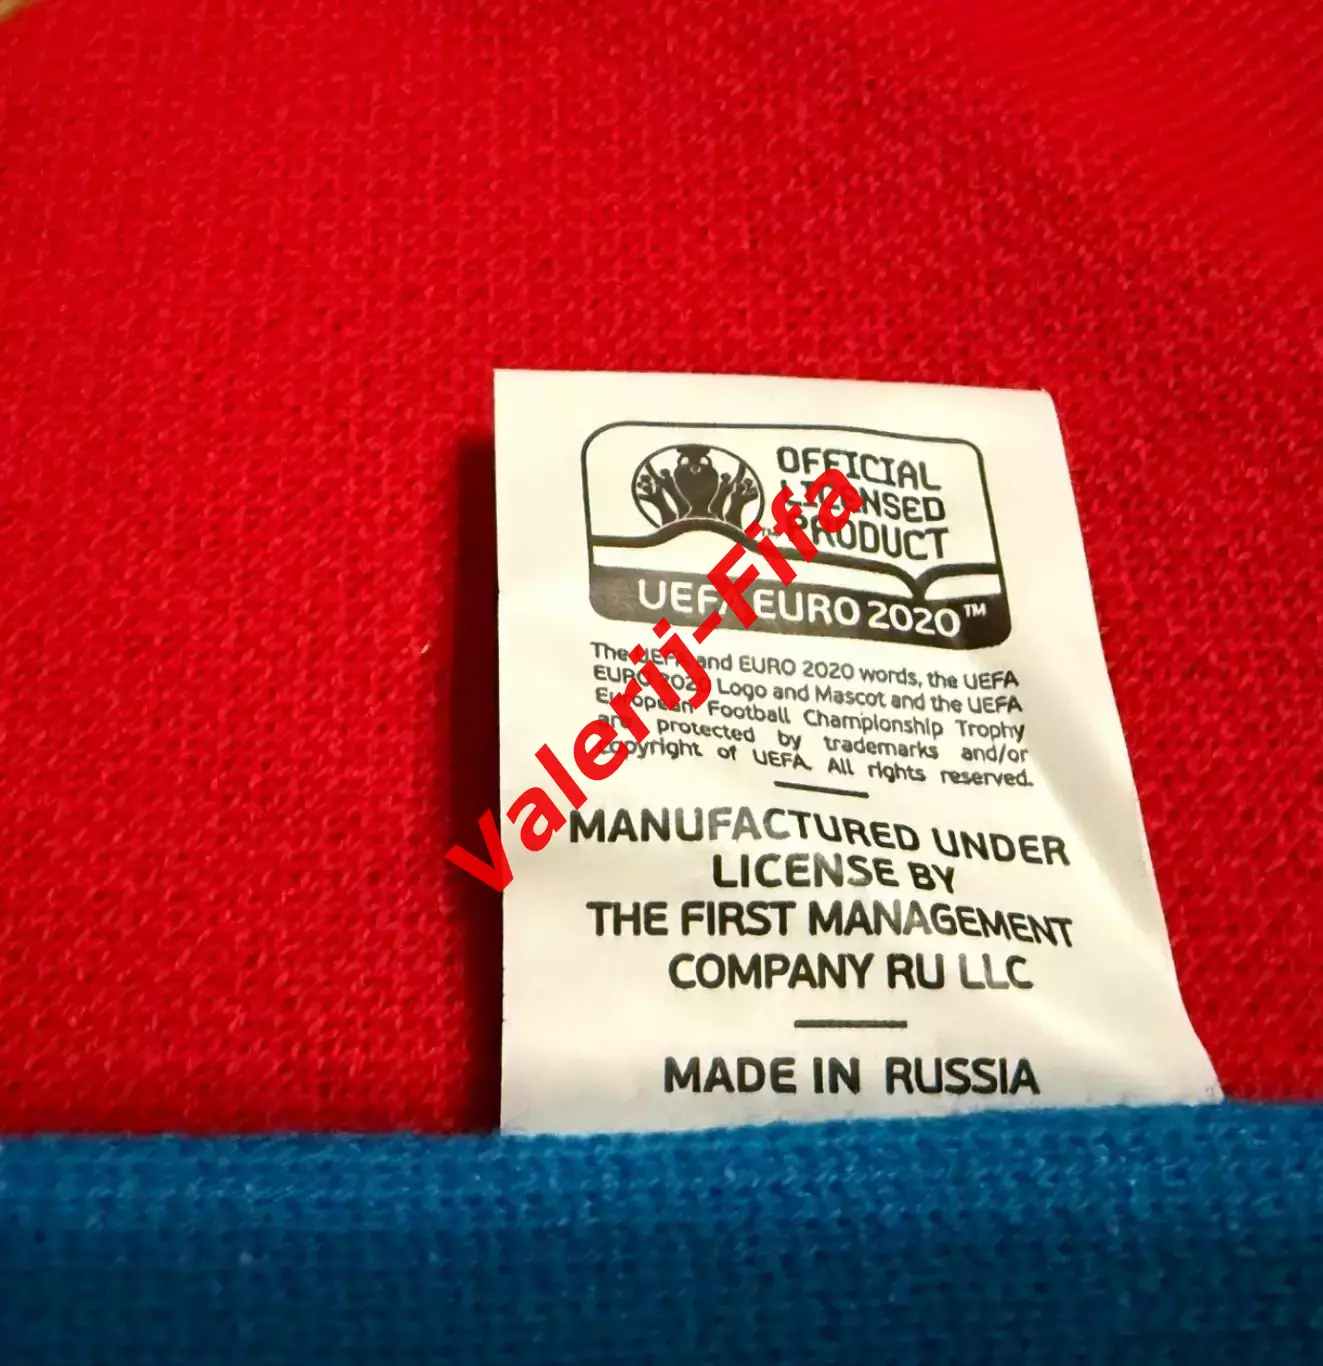 OFFICIAL
LICENSED
PRODUCT
UEFA EURO 2020™
The UEFA and EURO 2020 words, the UEFA
EURO 2020 Logo and Mascot and the UEFA
European Football Championship Trophy
are protected by trademarks and/or
copyright of UEFA. All rights reserved.
MANUFACTURED UNDER
LICENSE BY
THE FIRST MANAGEMENT
COMPANY RU LLC
MADE IN RUSSIA
Valerij-Fifa